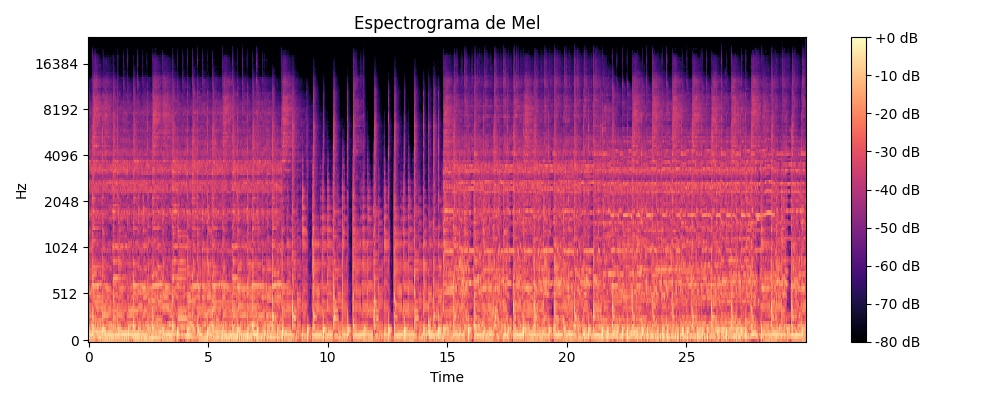 Espectrograma de Mel
Hz
16384
8192
4096
2048
1024
512
0
0 5 10 15 20 25
Time
+0 dB
-10 dB
-20 dB
-30 dB
-40 dB
-50 dB
-60 dB
-70 dB
-80 dB